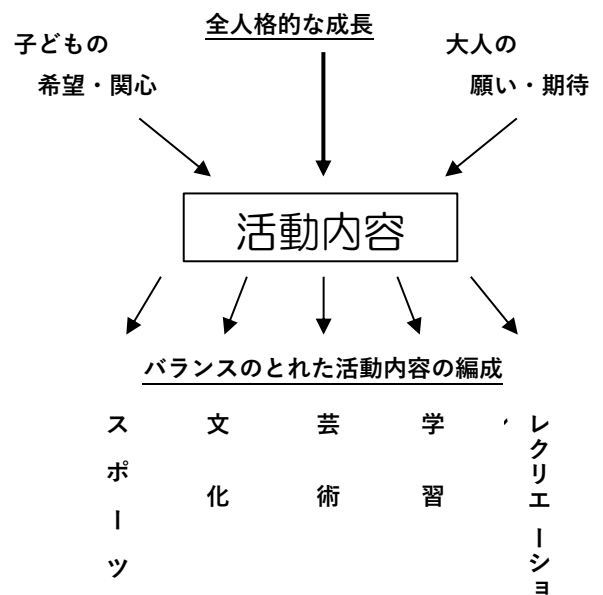 全人格的な成長
子どもの
希望・関心
大人の
願い・期待
活動内容
バランスのとれた活動内容の編成
スポーツ
文化
芸術
学習
レクリエーショ